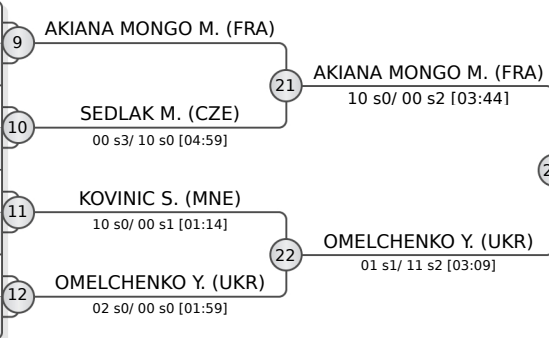 AKIANA MONGO M. (FRA)
9
21
AKIANA MONGO M. (FRA)
10 s0/ 00 s2 [03:44]
SEDLAK M. (CZE)
10
00 s3/ 10 s0 [04:59]
KOVINIC S. (MNE)
11
10 s0/ 00 s1 [01:14]
22
OMELCHENKO Y. (UKR)
01 s1/ 11 s2 [03:09]
OMELCHENKO Y. (UKR)
12
02 s0/ 00 s0 [01:59]